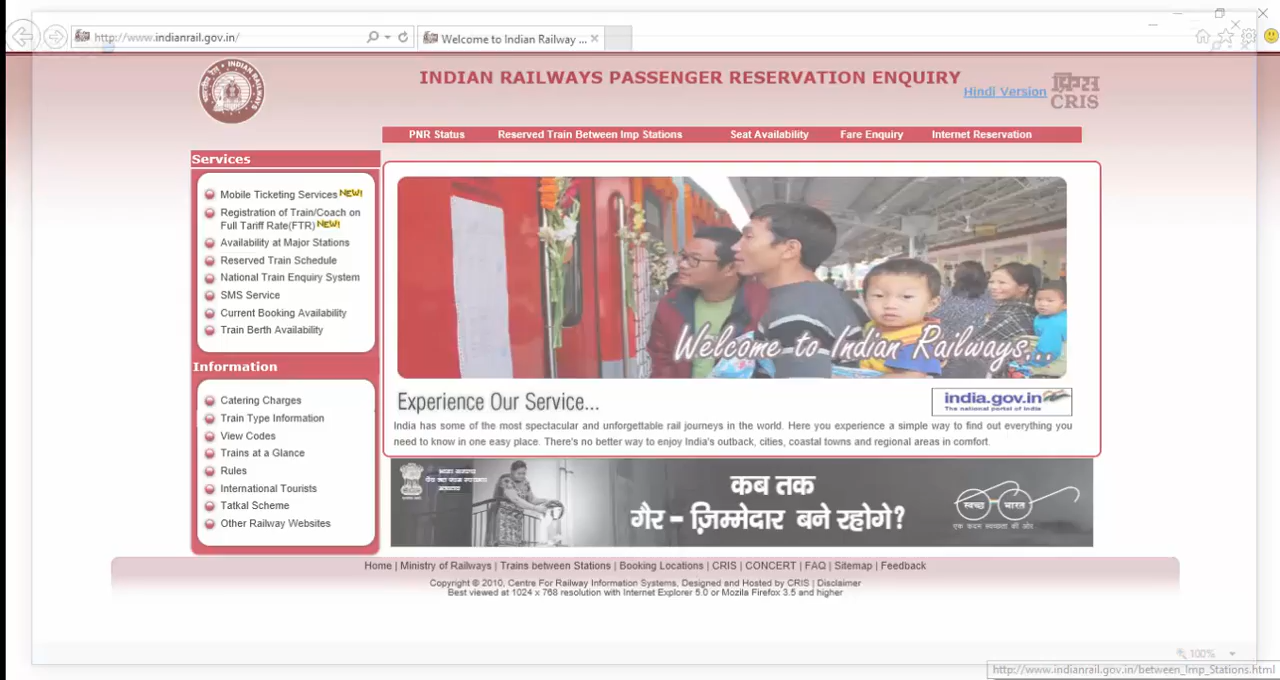 http://www.indianrail.gov.in/
Welcome to Indian Railway ...
INDIAN RAILWAYS
INDIAN RAILWAYS PASSENGER RESERVATION ENQUIRY
Hindi Version
क्रिस
CRIS
PNR Status
Reserved Train Between Imp Stations
Seat Availability
Fare Enquiry
Internet Reservation
Services
Mobile Ticketing Services NEW!
Registration of Train/Coach on
Full Tariff Rate(FTR) NEW!
Availability at Major Stations
Reserved Train Schedule
National Train Enquiry System
SMS Service
Current Booking Availability
Train Berth Availability
Information
Catering Charges
Train Type Information
View Codes
Trains at a Glance
Rules
International Tourists
Tatkal Scheme
Other Railway Websites
Welcome to Indian Railways...
Experience Our Service...
india.gov.in
The national portal of India
India has some of the most spectacular and unforgettable rail journeys in the world. Here you experience a simple way to find out everything you
need to know in one easy place. There's no better way to enjoy India's outback, cities, coastal towns and regional areas in comfort.
कब तक
गैर - ज़िम्मेदार बने रहोगे?
स्वच्छ भारत
एक कदम स्वच्छता की ओर
Home | Ministry of Railways | Trains between Stations | Booking Locations | CRIS | CONCERT | FAQ | Sitemap | Feedback
Copyright © 2010, Centre For Railway Information Systems, Designed and Hosted by CRIS | Disclaimer
Best viewed at 1024 x 768 resolution with Internet Explorer 5.0 or Mozila Firefox 3.5 and higher
100%
http://www.indianrail.gov.in/between_Imp_Stations.html